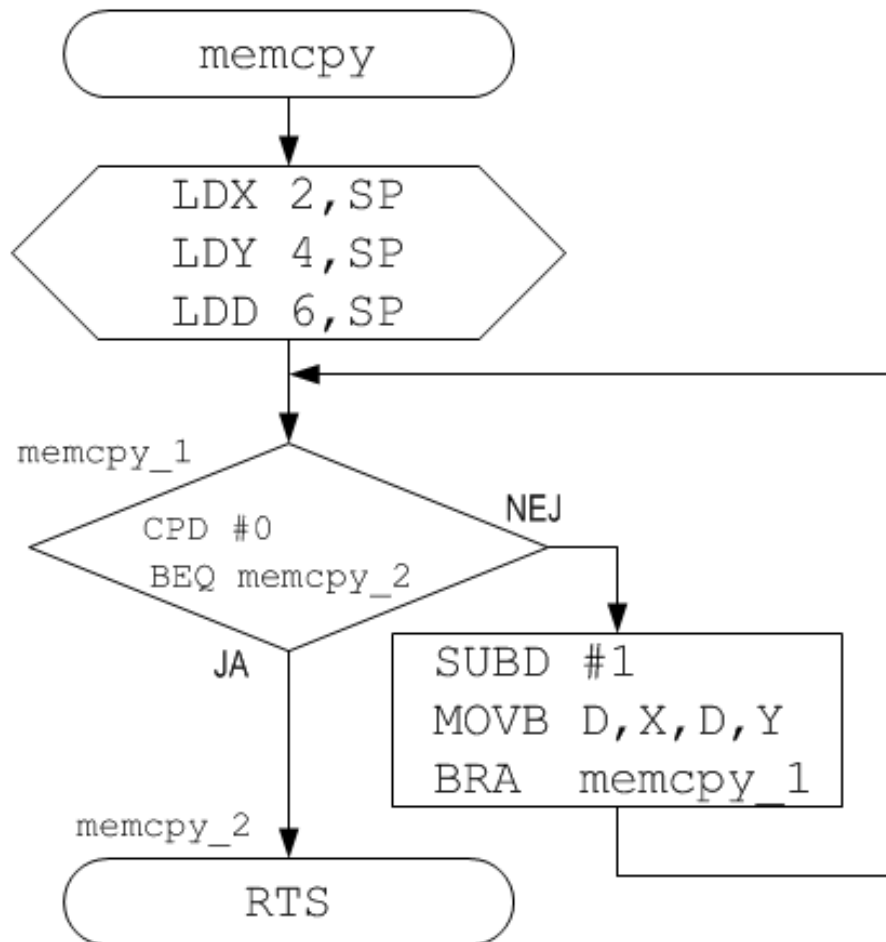 memcpy
LDX 2,SP
LDY 4,SP
LDD 6,SP
memcpy_1
CPD #0
BEQ memcpy_2
NEJ
JA
SUBD #1
MOVB D,X,D,Y
BRA memcpy_1
memcpy_2
RTS